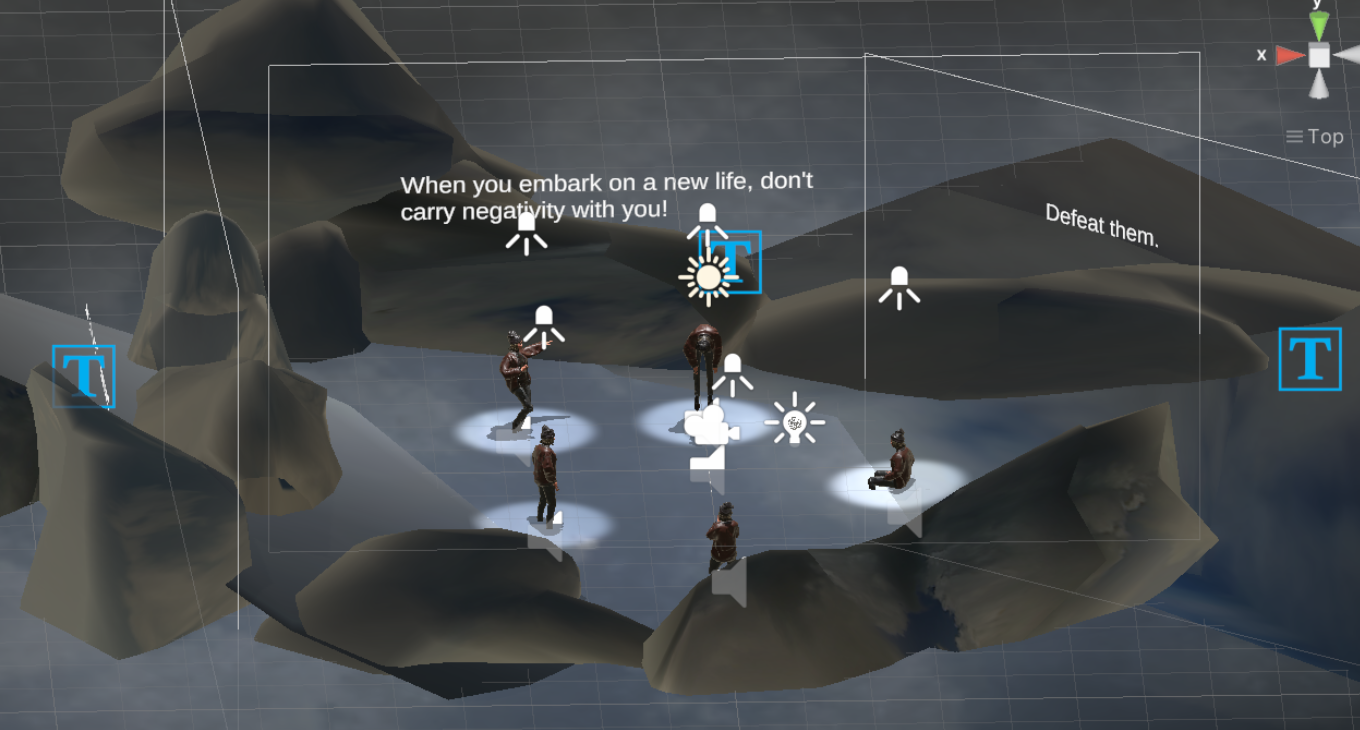 y
x
Top
When you embark on a new life, don't
carry negativity with you!
Defeat them.
T
T
T